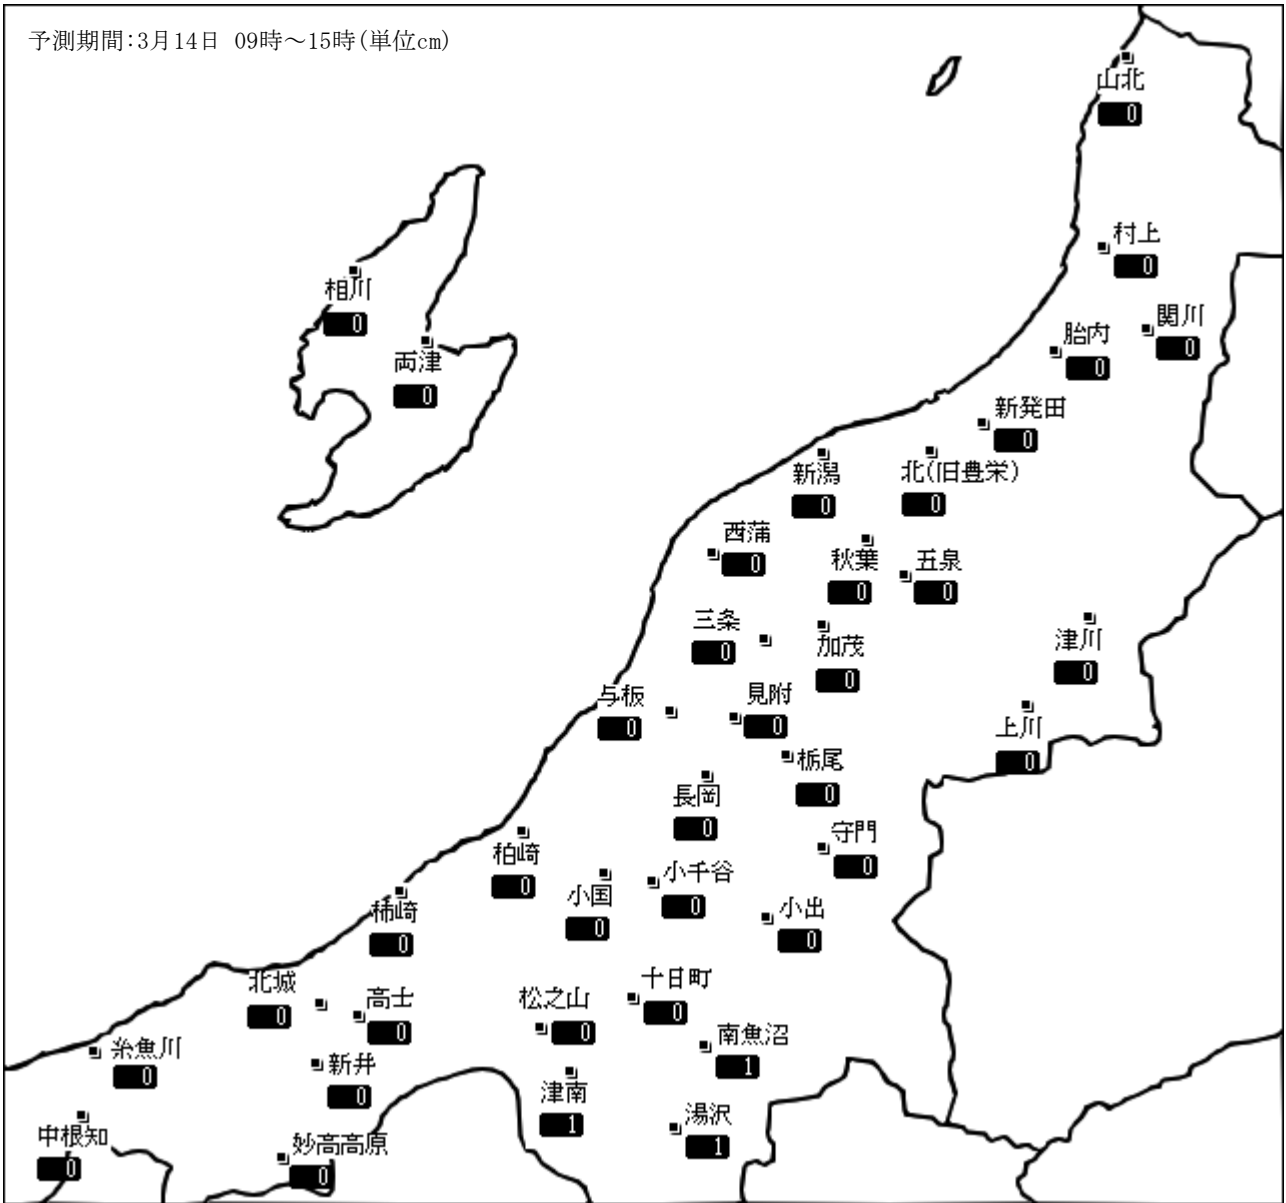 予測期間:3月14日 09時～15時(単位cm)
山北
0
村上
0
相川
0
関川
0
胎内
0
両津
0
新発田
0
新潟
0
北(旧豊栄)
0
西蒲
0
秋葉
0
五泉
0
三条
0
加茂
0
津川
0
与板
0
見附
0
上川
0
栃尾
0
長岡
0
守門
0
柏崎
0
小千谷
0
小国
0
柿崎
0
小出
0
北城
0
高士
0
松之山
0
十日町
0
南魚沼
1
糸魚川
0
新井
0
津南
1
湯沢
1
中根知
0
妙高高原
0